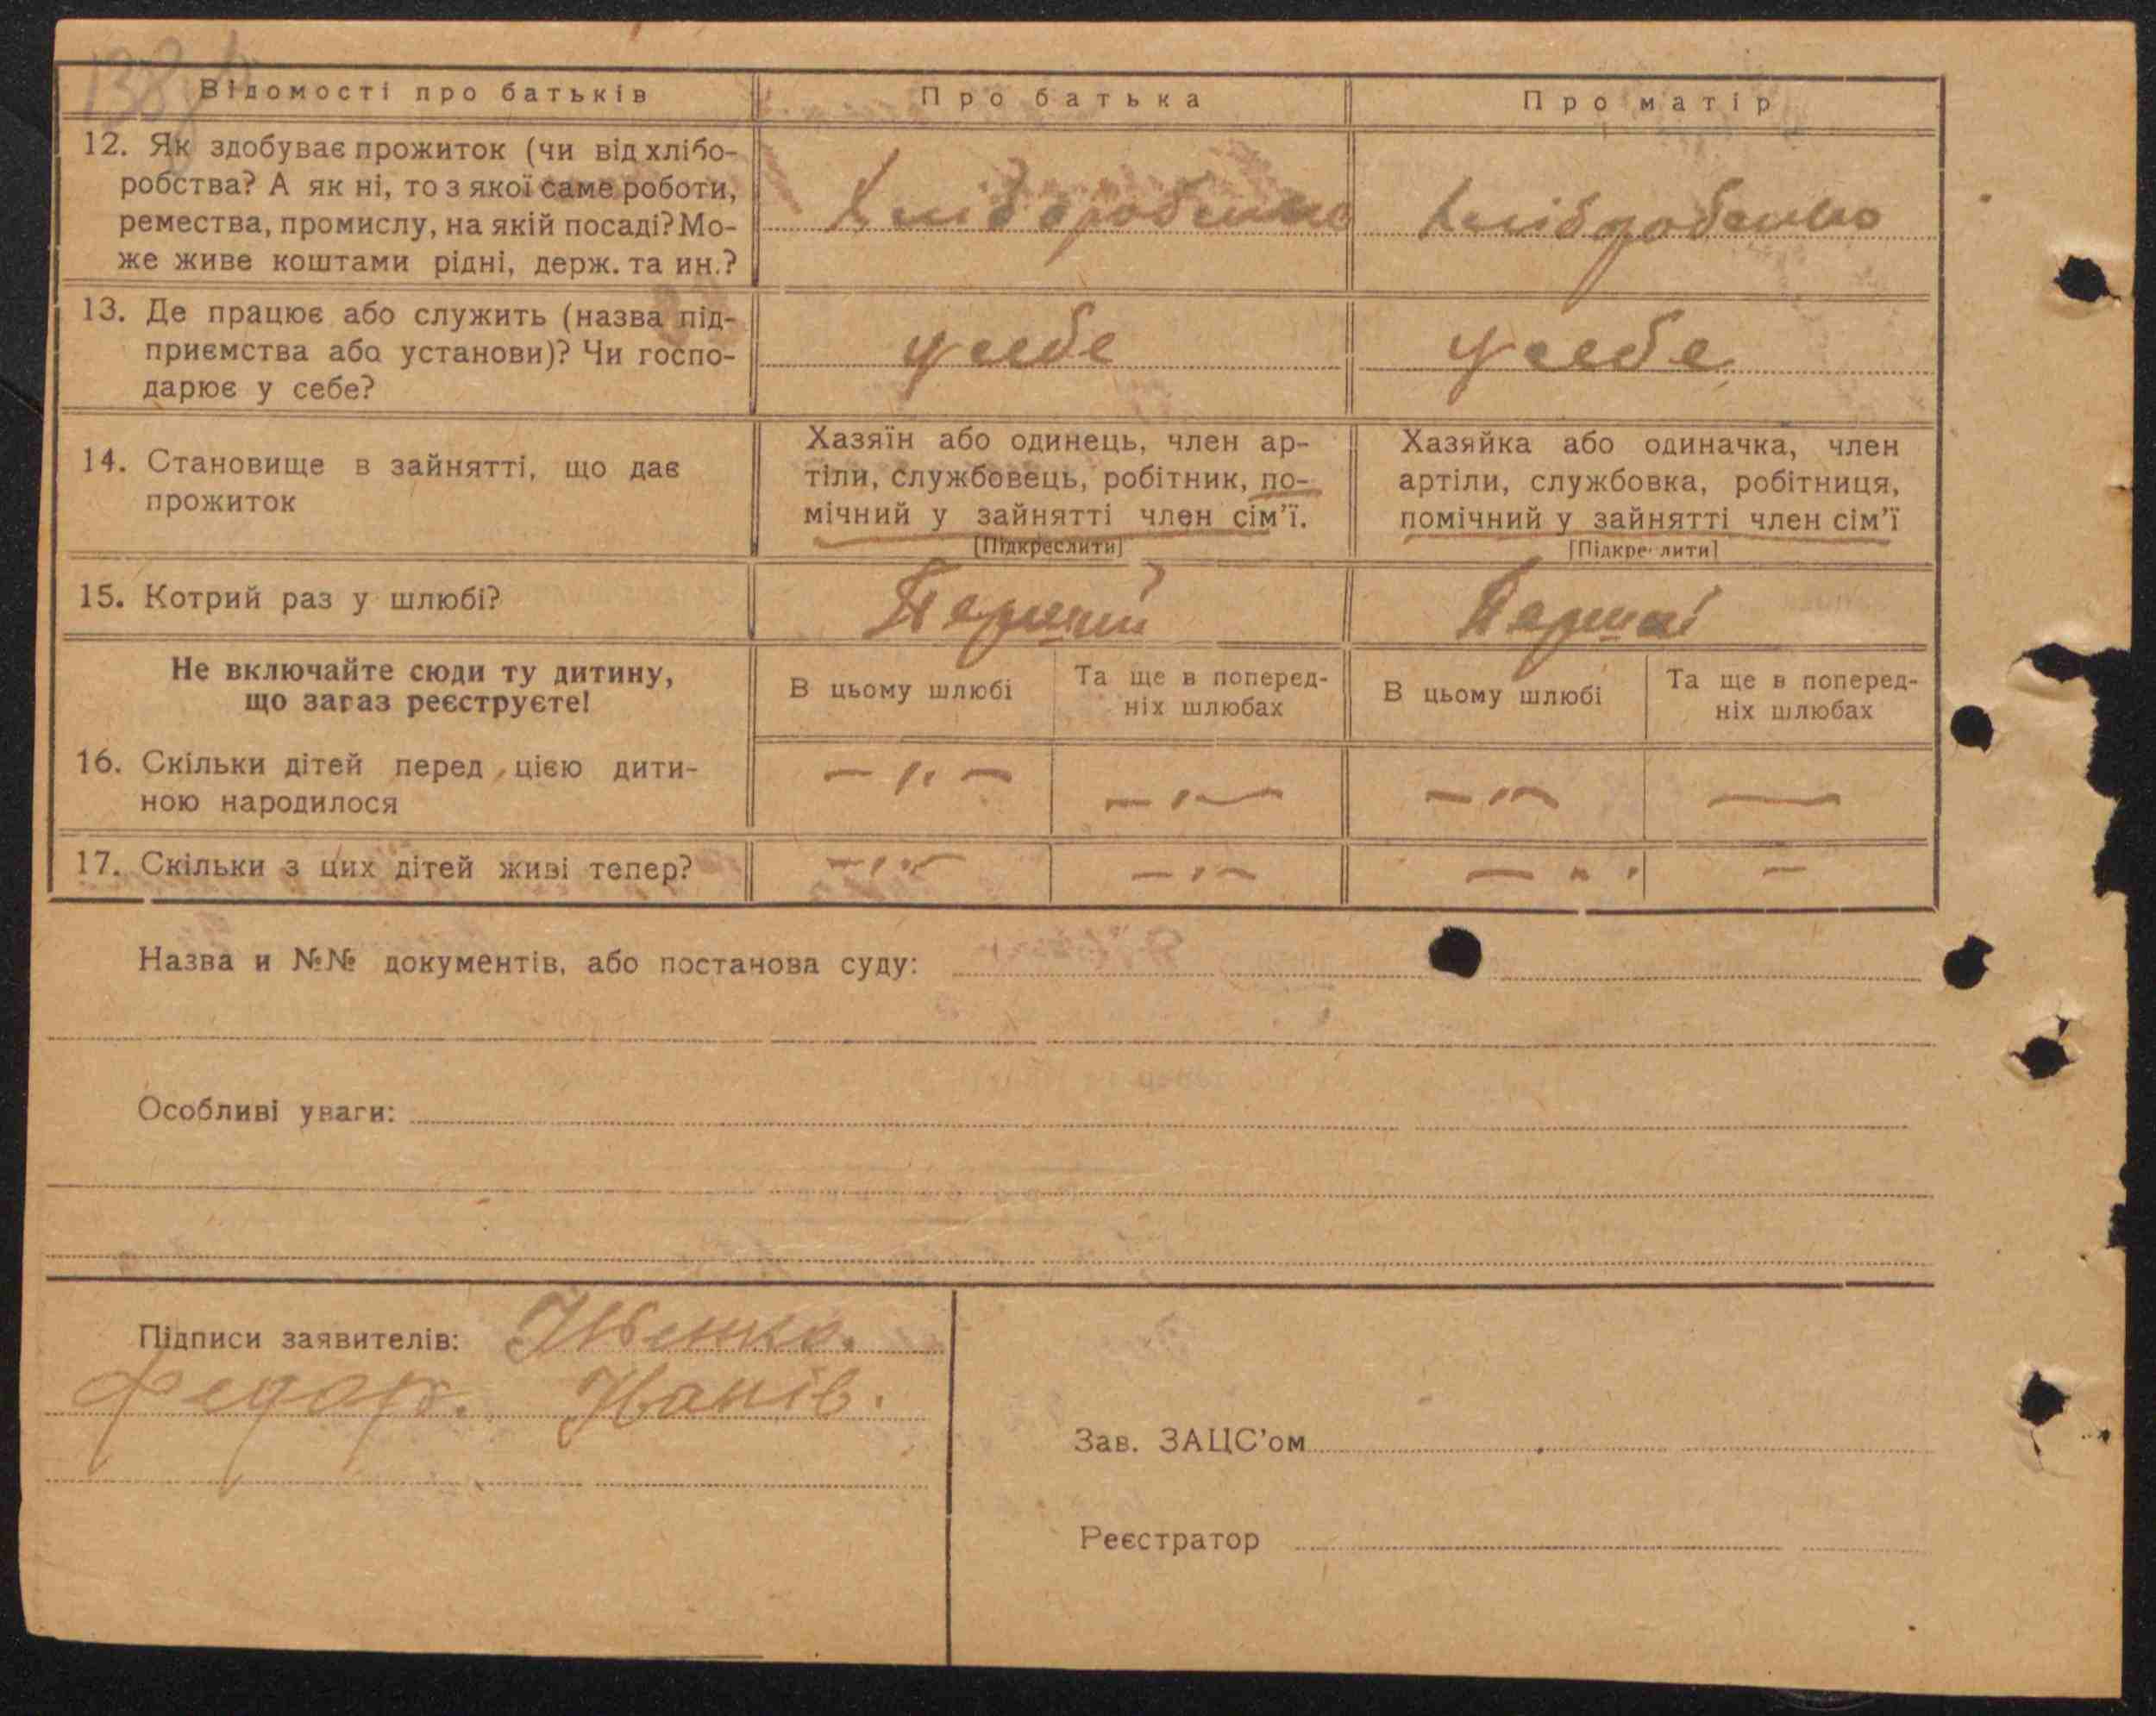 Відомості про батьків
Про батька
Про матір
12. Як здобуває прожиток (чи від хлібо-
робства? А як ні, то з якої саме роботи,
ремества, промислу, на якій посаді? Мо-
же живе коштами рідні, держ. та ин.?
13. Де працює або служить (назва під-
приємства або установи)? Чи госпо-
дарює у себе?
у себе
у себе
14. Становище в зайнятті, що дає
прожиток
Хазяїн або одинець, член ар-
тіли, службовець, робітник, по-
мічний у зайнятті член сім'ї.
[Підкреслити]
Хазяйка або одиначка, член
артіли, службовка, робітниця,
помічний у зайнятті член сім'ї
[Підкреслити]
15. Котрий раз у шлюбі?
Перший
Не включайте сюди ту дитину,
що зараз реєструєте!
В цьому шлюбі
Та ще в поперед-
ніх шлюбах
В цьому шлюбі
Та ще в поперед-
ніх шлюбах
16. Скільки дітей перед цією дити-
ною народилося
17. Скільки з цих дітей живі тепер?
Назва и №№ документів, або постанова суду:
Особливі уваги:
Підписи заявителів:
Федор.
Зав. ЗАЦС'ом
Реєстратор